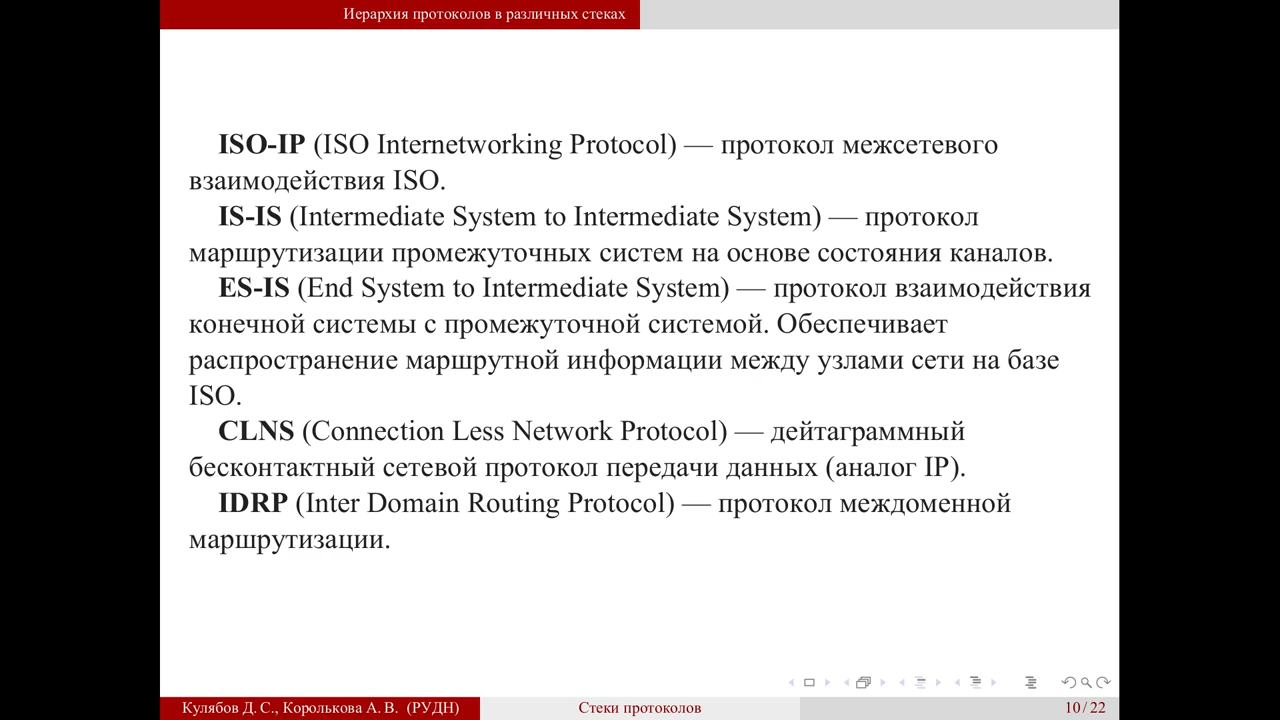 Иерархия протоколов в различных стеках
ISO-IP (ISO Internetworking Protocol) — протокол межсетевого
взаимодействия ISO.
IS-IS (Intermediate System to Intermediate System) — протокол
маршрутизации промежуточных систем на основе состояния каналов.
ES-IS (End System to Intermediate System) — протокол взаимодействия
конечной системы с промежуточной системой. Обеспечивает
распространение маршрутной информации между узлами сети на базе
ISO.
CLNS (Connection Less Network Protocol) — дейтаграммный
бесконтактный сетевой протокол передачи данных (аналог IP).
IDRP (Inter Domain Routing Protocol) — протокол междоменной
маршрутизации.
Кулябов Д. С., Королькова А. В. (РУДН)
Стеки протоколов
10 / 22